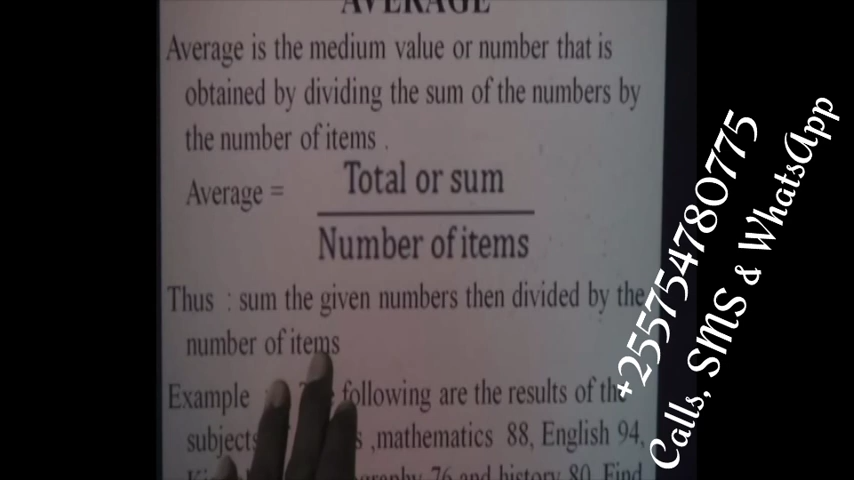 AVERAGE
Average is the medium value or number that is
obtained by dividing the sum of the numbers by
the number of items .
Average = Total or sum
Number of items
Thus : sum the given numbers then divided by the
number of items
Example following are the results of the
subjects ,mathematics 88, English 94,
76 and history 80. Find
+255754780775
Calls, SMS & WhatsApp